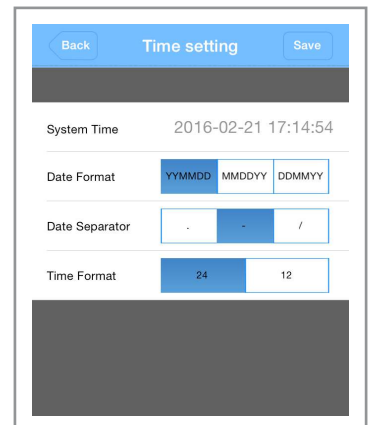 Back Time setting Save
System Time 2016-02-21 17:14:54
Date Format YYMMDD MMDDYY DDMMYY
Date Separator . - /
Time Format 24 12